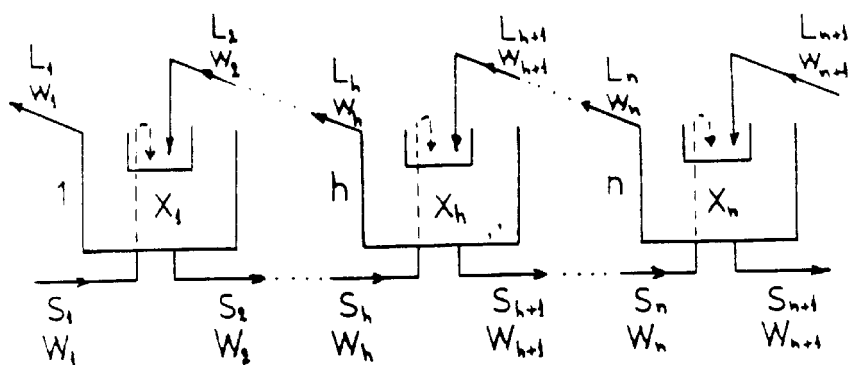 L₂
W₂
L₁
W₁
1
X₁
S₁
W₁
S₂
W₂
Lₕ₊₁
Wₕ₊₁
Lₕ
Wₕ
h
Xₕ
Sₕ
Wₕ
Sₕ₊₁
Wₕ₊₁
Lₙ₊₁
Wₙ₊₁
Lₙ
Wₙ
n
Xₙ
Sₙ
Wₙ
Sₙ₊₁
Wₙ₊₁